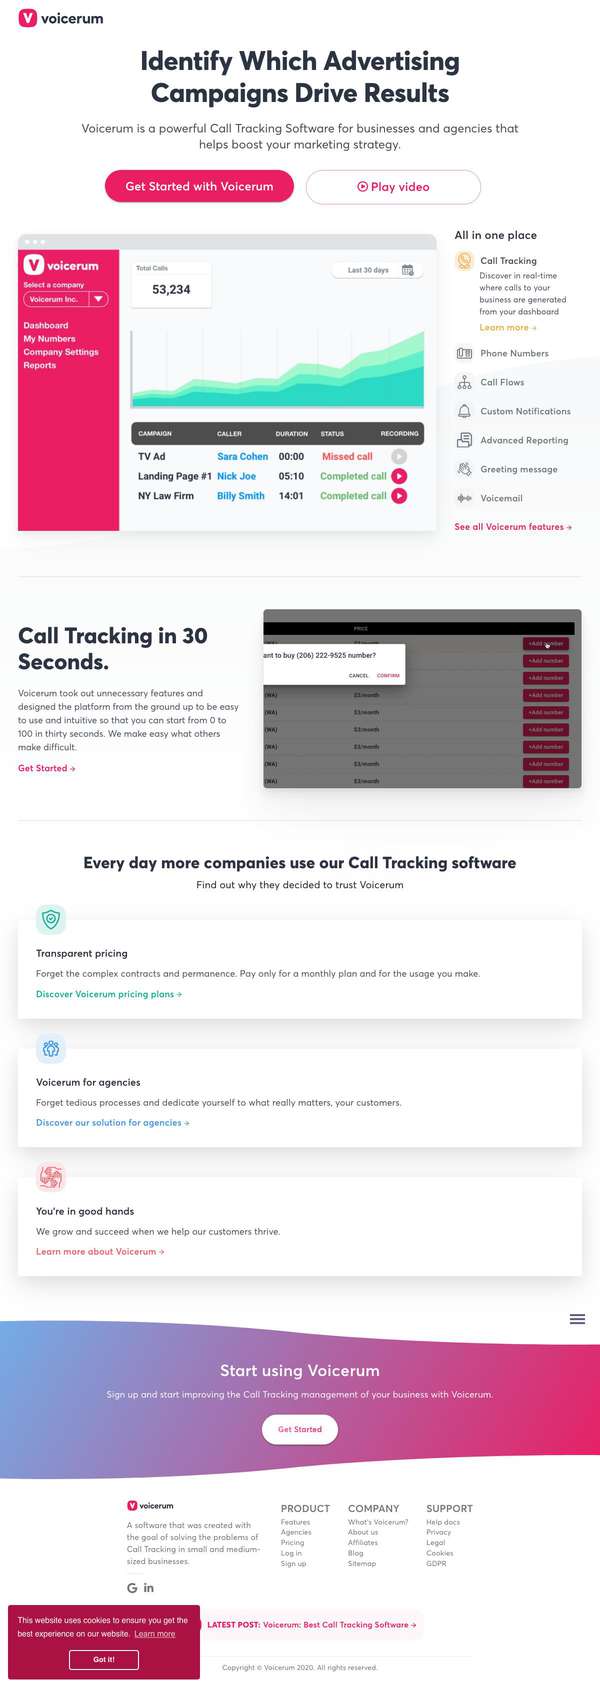 voicerum
Identify Which Advertising
Campaigns Drive Results
Voicerum is a powerful Call Tracking Software for businesses and agencies that
helps boost your marketing strategy.
Get Started with Voicerum
Play video
voicerum
Select a company
Voicerum Inc.
Dashboard
My Numbers
Company Settings
Reports
Total Calls
53,234
Last 30 days
CAMPAIGN CALLER DURATION STATUS RECORDING
TV Ad Sara Cohen 00:00 Missed call
Landing Page #1 Nick Joe 05:10 Completed call
NY Law Firm Billy Smith 14:01 Completed call
All in one place
Call Tracking
Discover in real-time
where calls to your
business are generated
from your dashboard
Learn more →
Phone Numbers
Call Flows
Custom Notifications
Advanced Reporting
Greeting message
Voicemail
See all Voicerum features →
Call Tracking in 30
Seconds.
Voicerum took out unnecessary features and
designed the platform from the ground up to be easy
to use and intuitive so that you can start from 0 to
100 in thirty seconds. We make easy what others
make difficult.
Get Started →
PRICE
$3/month +Add number
ant to buy (206) 222-9525 number?
+Add number
CANCEL CONFIRM
+Add number
(WA) $3/month +Add number
(WA) $3/month +Add number
(WA) $3/month +Add number
(WA) $3/month +Add number
(WA) $3/month +Add number
(WA) $3/month +Add number
Every day more companies use our Call Tracking software
Find out why they decided to trust Voicerum
Transparent pricing
Forget the complex contracts and permanence. Pay only for a monthly plan and for the usage you make.
Discover Voicerum pricing plans →
Voicerum for agencies
Forget tedious processes and dedicate yourself to what really matters, your customers.
Discover our solution for agencies →
You're in good hands
We grow and succeed when we help our customers thrive.
Learn more about Voicerum →
Start using Voicerum
Sign up and start improving the Call Tracking management of your business with Voicerum.
Get Started
voicerum
A software that was created with
the goal of solving the problems of
Call Tracking in small and medium-
sized businesses.
PRODUCT
Features
Agencies
Pricing
Log in
Sign up
COMPANY
What's Voicerum?
About us
Affiliates
Blog
Sitemap
SUPPORT
Help docs
Privacy
Legal
Cookies
GDPR
This website uses cookies to ensure you get the
best experience on our website. Learn more
Got it!
LATEST POST: Voicerum: Best Call Tracking Software →
Copyright © Voicerum 2020. All rights reserved.